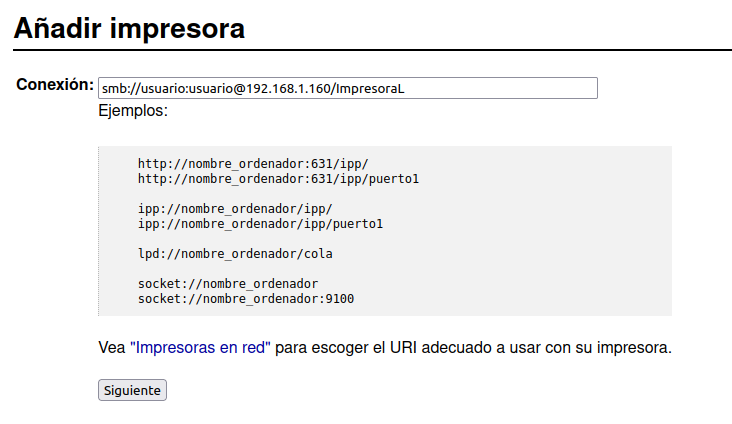 Añadir impresora
Conexión: smb://usuario:usuario@192.168.1.160/ImpresoraL
Ejemplos:
http://nombre_ordenador:631/ipp/
http://nombre_ordenador:631/ipp/puerto1
ipp://nombre_ordenador/ipp/
ipp://nombre_ordenador/ipp/puerto1
lpd://nombre_ordenador/cola
socket://nombre_ordenador
socket://nombre_ordenador:9100
Vea "Impresoras en red" para escoger el URI adecuado a usar con su impresora.
Siguiente